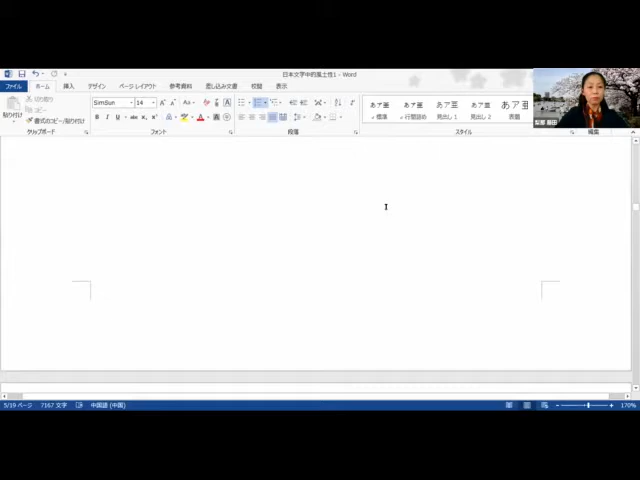 日本文学中的風土性1 - Word
ファイル ホーム 挿入 デザイン ページ レイアウト 参考資料 差し込み文書 校閲 表示
貼り付け
切り取り
コピー
書式のコピー/貼り付け
SimSun 14
あア亜 あア亜 あア亜 あア亜 あア亜
標準 行間詰め 見出し 1 見出し 2 表題
クリップボード フォント 段落 スタイル 編集
5/19 ページ 7167 文字 中国語 (中国) 170%